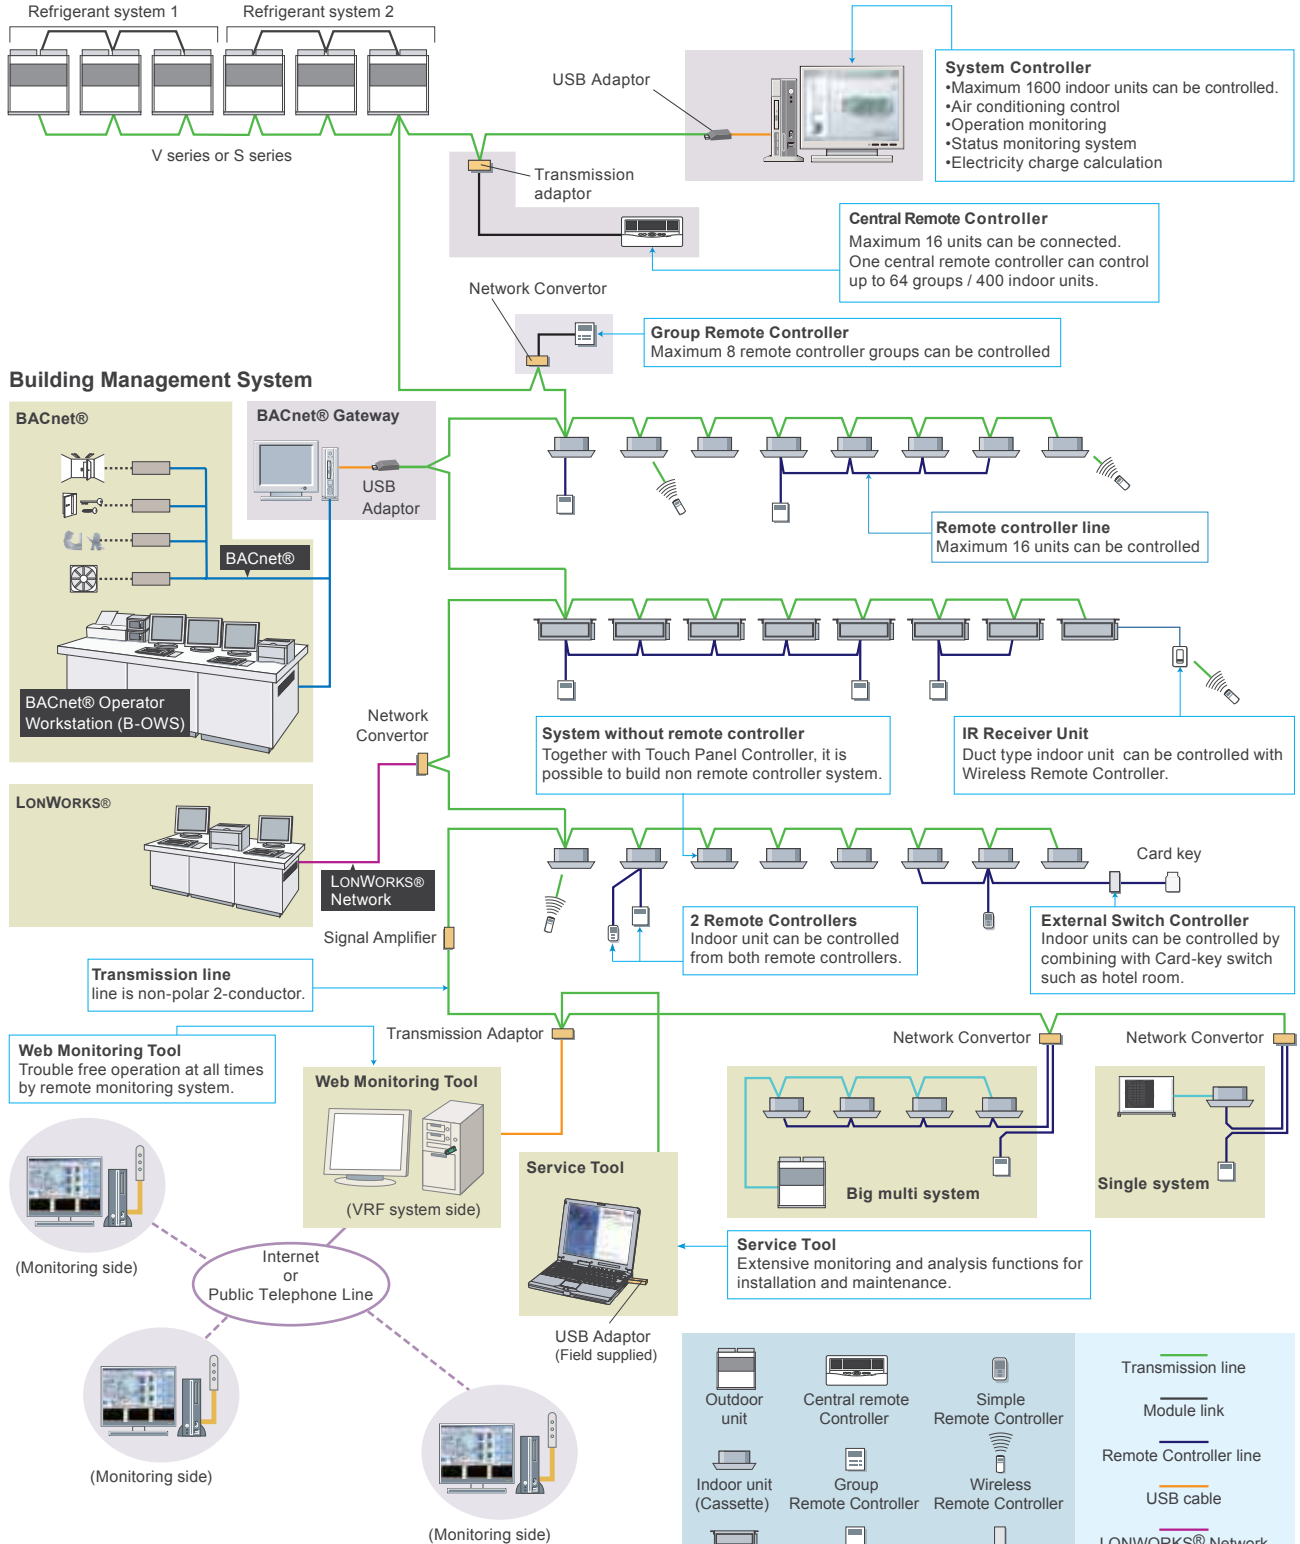 Refrigerant system 1
Refrigerant system 2
V series or S series
USB Adaptor
Transmission
adaptor
System Controller
•Maximum 1600 indoor units can be controlled.
•Air conditioning control
•Operation monitoring
•Status monitoring system
•Electricity charge calculation
Central Remote Controller
Maximum 16 units can be connected.
One central remote controller can control
up to 64 groups / 400 indoor units.
Network Convertor
Group Remote Controller
Maximum 8 remote controller groups can be controlled
Building Management System
BACnet®
BACnet® Gateway
USB
Adaptor
BACnet®
BACnet® Operator
Workstation (B-OWS)
Remote controller line
Maximum 16 units can be controlled
Network
Convertor
System without remote controller
Together with Touch Panel Controller, it is
possible to build non remote controller system.
IR Receiver Unit
Duct type indoor unit can be controlled with
Wireless Remote Controller.
LONWORKS®
LONWORKS®
Network
Card key
Signal Amplifier
2 Remote Controllers
Indoor unit can be controlled
from both remote controllers.
External Switch Controller
Indoor units can be controlled by
combining with Card-key switch
such as hotel room.
Transmission line
line is non-polar 2-conductor.
Transmission Adaptor
Network Convertor
Network Convertor
Web Monitoring Tool
Trouble free operation at all times
by remote monitoring system.
Web Monitoring Tool
(VRF system side)
Service Tool
Big multi system
Single system
(Monitoring side)
Internet
or
Public Telephone Line
Service Tool
Extensive monitoring and analysis functions for
installation and maintenance.
USB Adaptor
(Field supplied)
(Monitoring side)
(Monitoring side)
Outdoor
unit
Central remote
Controller
Simple
Remote Controller
Transmission line
Module link
Indoor unit
(Cassette)
Group
Remote Controller
Wireless
Remote Controller
Remote Controller line
USB cable
LONWORKS® Network